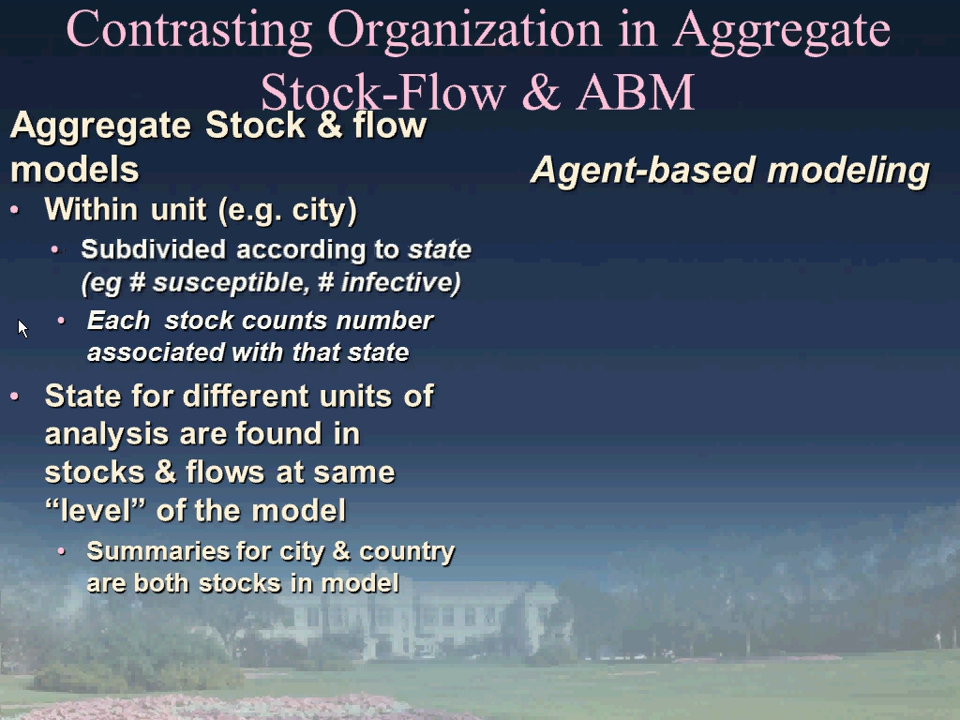 Contrasting Organization in Aggregate
Stock-Flow & ABM
Aggregate Stock & flow
models
• Within unit (e.g. city)
• Subdivided according to state
(eg # susceptible, # infective)
• Each stock counts number
associated with that state
• State for different units of
analysis are found in
stocks & flows at same
“level” of the model
• Summaries for city & country
are both stocks in model
Agent-based modeling